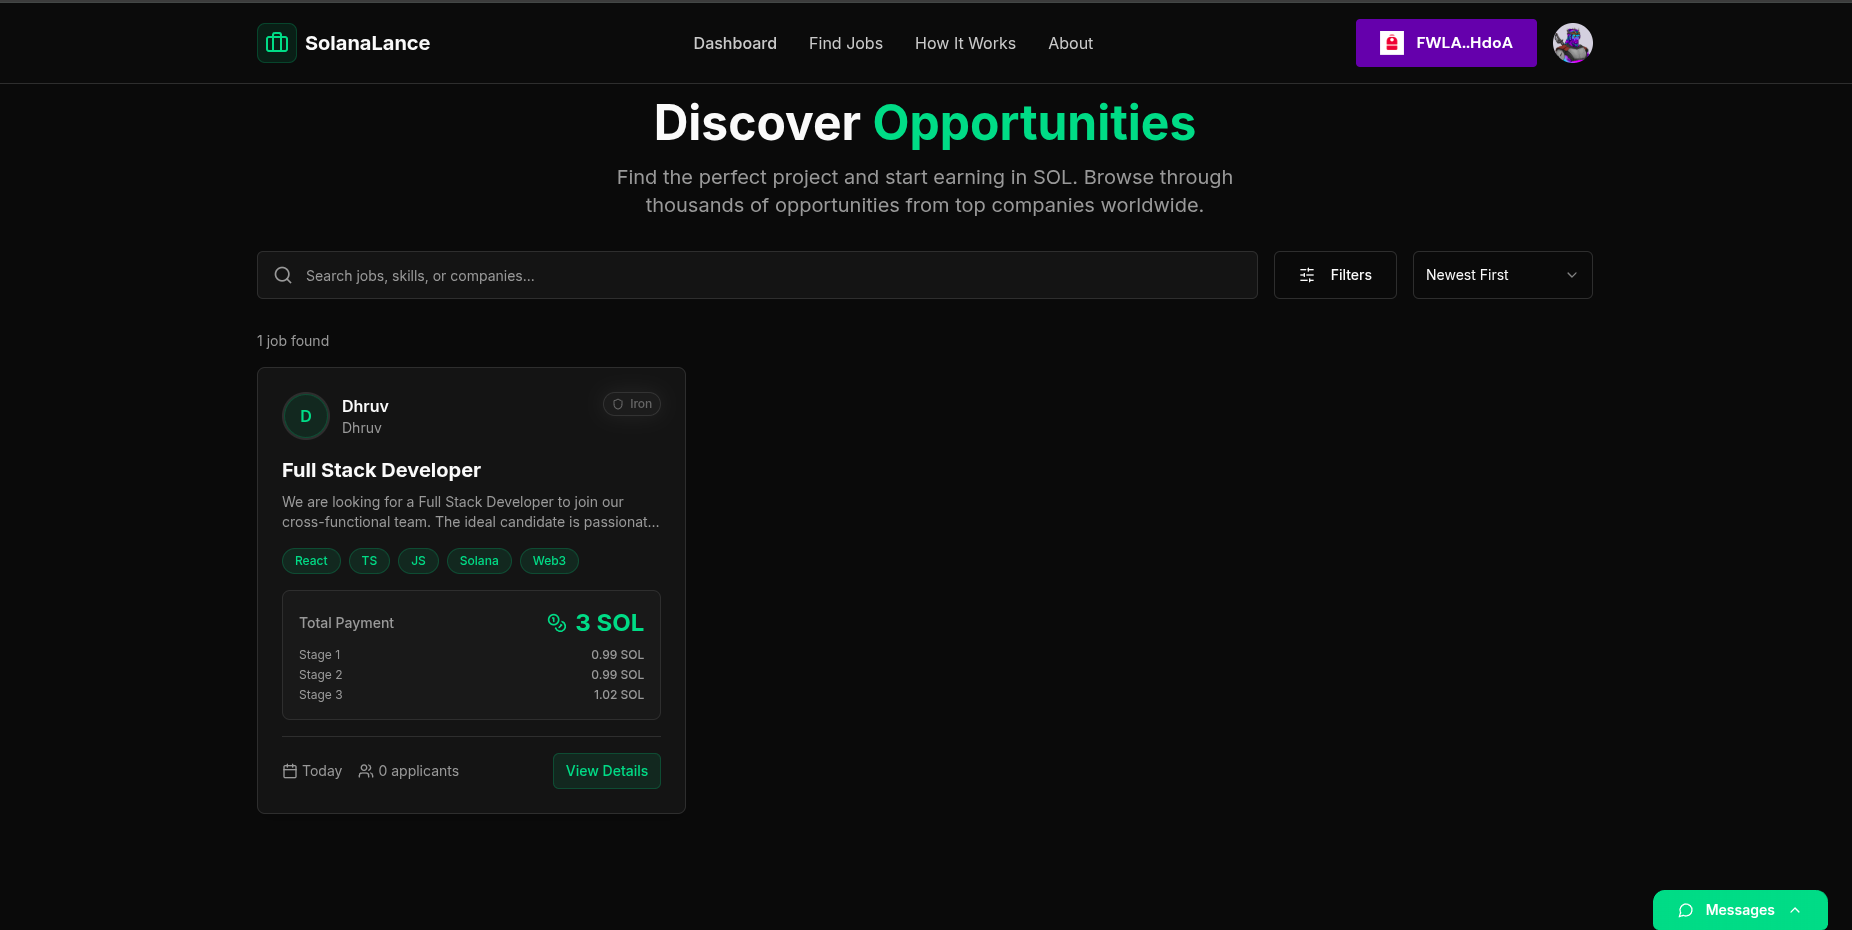 SolanaLance
Dashboard
Find Jobs
How It Works
About
FWLA..HdoA
Discover Opportunities
Find the perfect project and start earning in SOL. Browse through
thousands of opportunities from top companies worldwide.
Search jobs, skills, or companies...
Filters
Newest First
1 job found
D
Dhruv
Dhruv
Iron
Full Stack Developer
We are looking for a Full Stack Developer to join our
cross-functional team. The ideal candidate is passionat...
React
TS
JS
Solana
Web3
Total Payment
3 SOL
Stage 1
0.99 SOL
Stage 2
0.99 SOL
Stage 3
1.02 SOL
Today
0 applicants
View Details
Messages